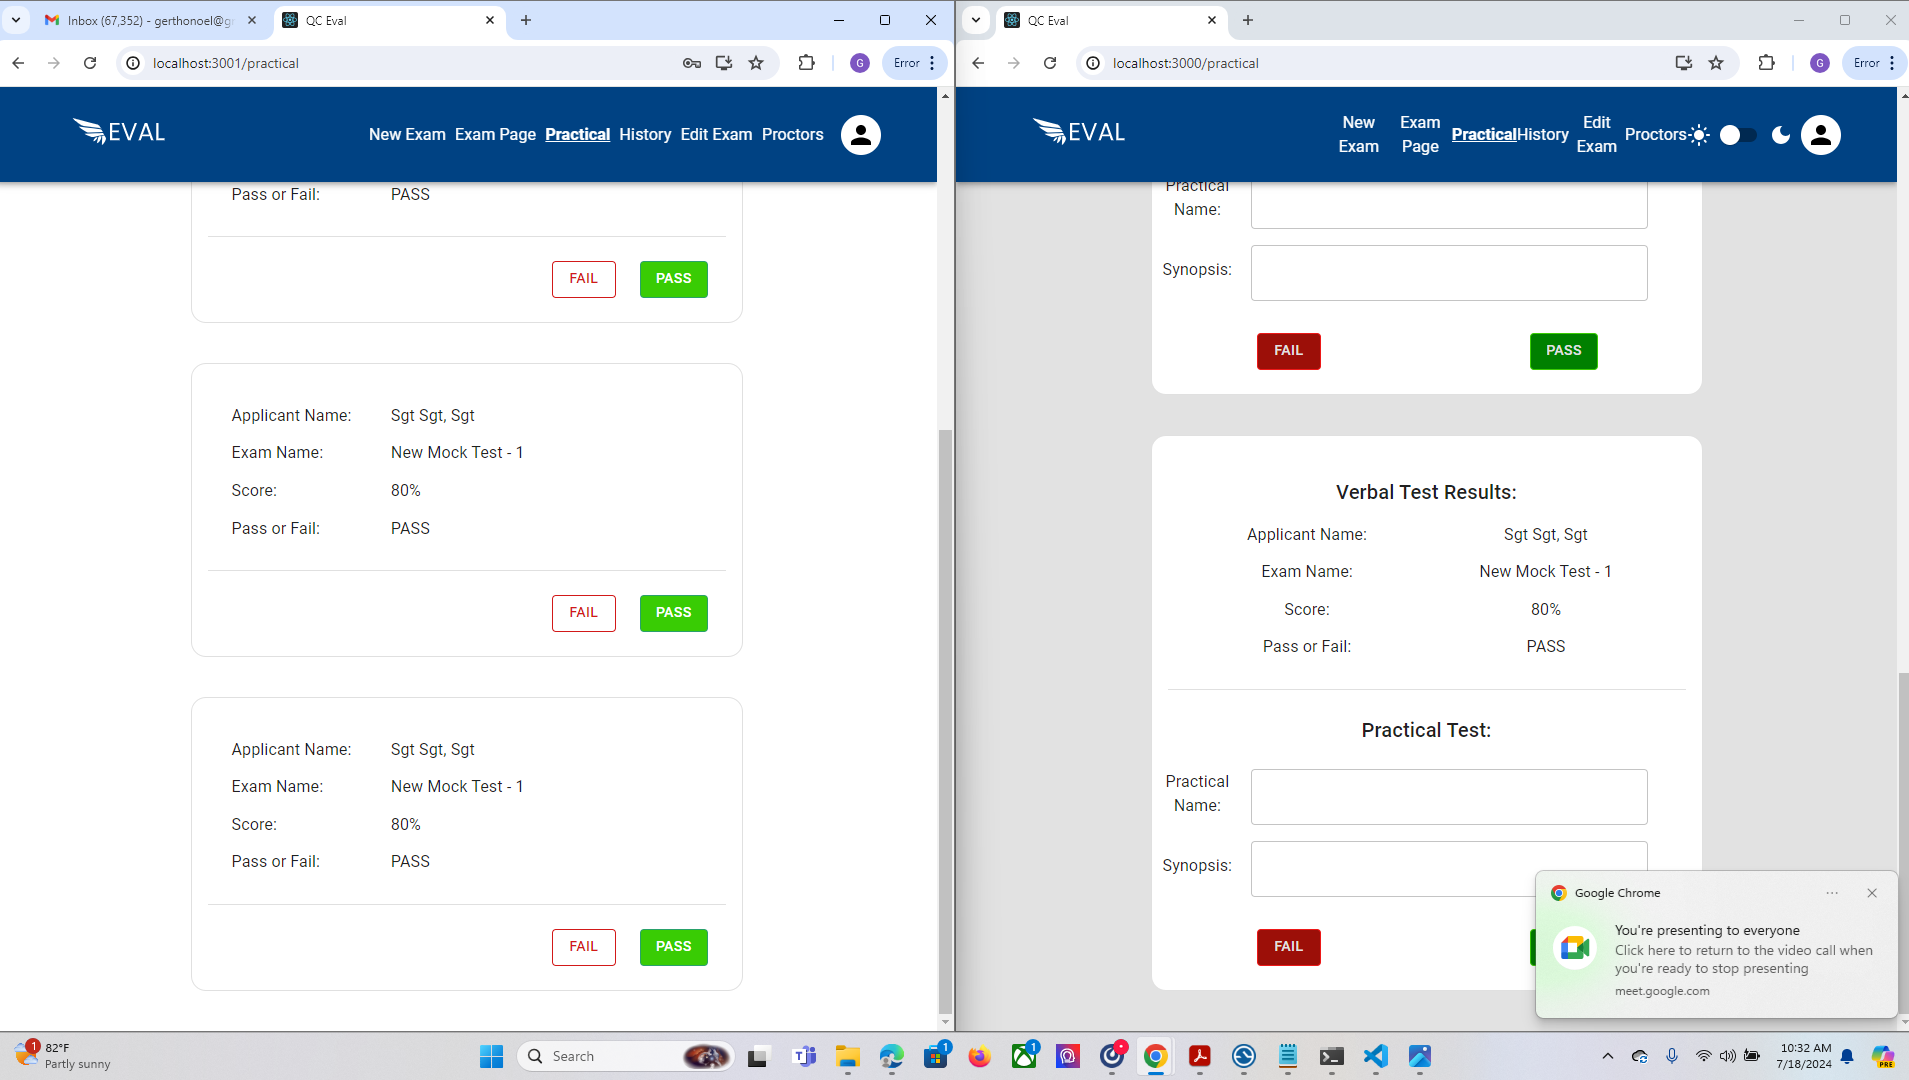 Inbox (67,352) - gerthonoel@g
QC Eval
localhost:3001/practical
G
Error
EVAL
New Exam
Exam Page
Practical
History
Edit Exam
Proctors
Pass or Fail:
PASS
FAIL
PASS
Applicant Name:
Sgt Sgt, Sgt
Exam Name:
New Mock Test - 1
Score:
80%
Pass or Fail:
PASS
FAIL
PASS
Applicant Name:
Sgt Sgt, Sgt
Exam Name:
New Mock Test - 1
Score:
80%
Pass or Fail:
PASS
FAIL
PASS
QC Eval
localhost:3000/practical
G
Error
EVAL
New
Exam
Exam
Page
Practical
History
Edit
Exam
Proctors
Practical
Name:
Synopsis:
FAIL
PASS
Verbal Test Results:
Applicant Name:
Sgt Sgt, Sgt
Exam Name:
New Mock Test - 1
Score:
80%
Pass or Fail:
PASS
Practical Test:
Practical
Name:
Synopsis:
FAIL
Google Chrome
You're presenting to everyone
Click here to return to the video call when
you're ready to stop presenting
meet.google.com
1
82°F
Partly sunny
Search
1
1
10:32 AM
7/18/2024
PRE